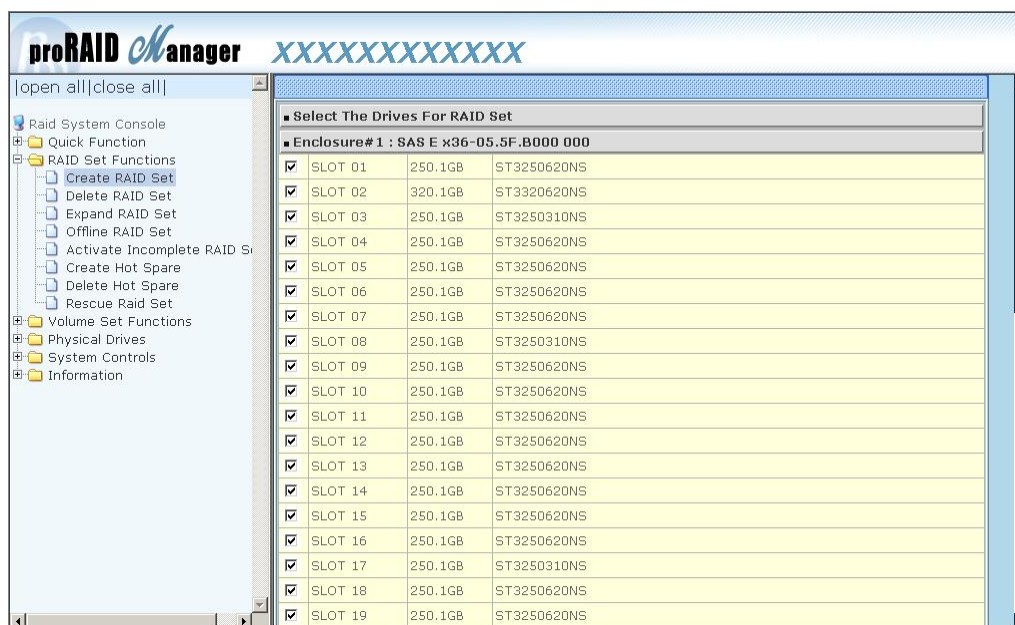 proRAID Manager
XXXXXXXXXXXX
|open all|close all|
Raid System Console
Quick Function
RAID Set Functions
Create RAID Set
Delete RAID Set
Expand RAID Set
Offline RAID Set
Activate Incomplete RAID S
Create Hot Spare
Delete Hot Spare
Rescue Raid Set
Volume Set Functions
Physical Drives
System Controls
Information
Select The Drives For RAID Set
Enclosure#1 : SAS E x36-05.5F.B000 000
SLOT 01 250.1GB ST3250620NS
SLOT 02 320.1GB ST3320620NS
SLOT 03 250.1GB ST3250310NS
SLOT 04 250.1GB ST3250620NS
SLOT 05 250.1GB ST3250620NS
SLOT 06 250.1GB ST3250620NS
SLOT 07 250.1GB ST3250620NS
SLOT 08 250.1GB ST3250310NS
SLOT 09 250.1GB ST3250620NS
SLOT 10 250.1GB ST3250620NS
SLOT 11 250.1GB ST3250620NS
SLOT 12 250.1GB ST3250620NS
SLOT 13 250.1GB ST3250620NS
SLOT 14 250.1GB ST3250620NS
SLOT 15 250.1GB ST3250620NS
SLOT 16 250.1GB ST3250620NS
SLOT 17 250.1GB ST3250310NS
SLOT 18 250.1GB ST3250620NS
SLOT 19 250.1GB ST3250620NS